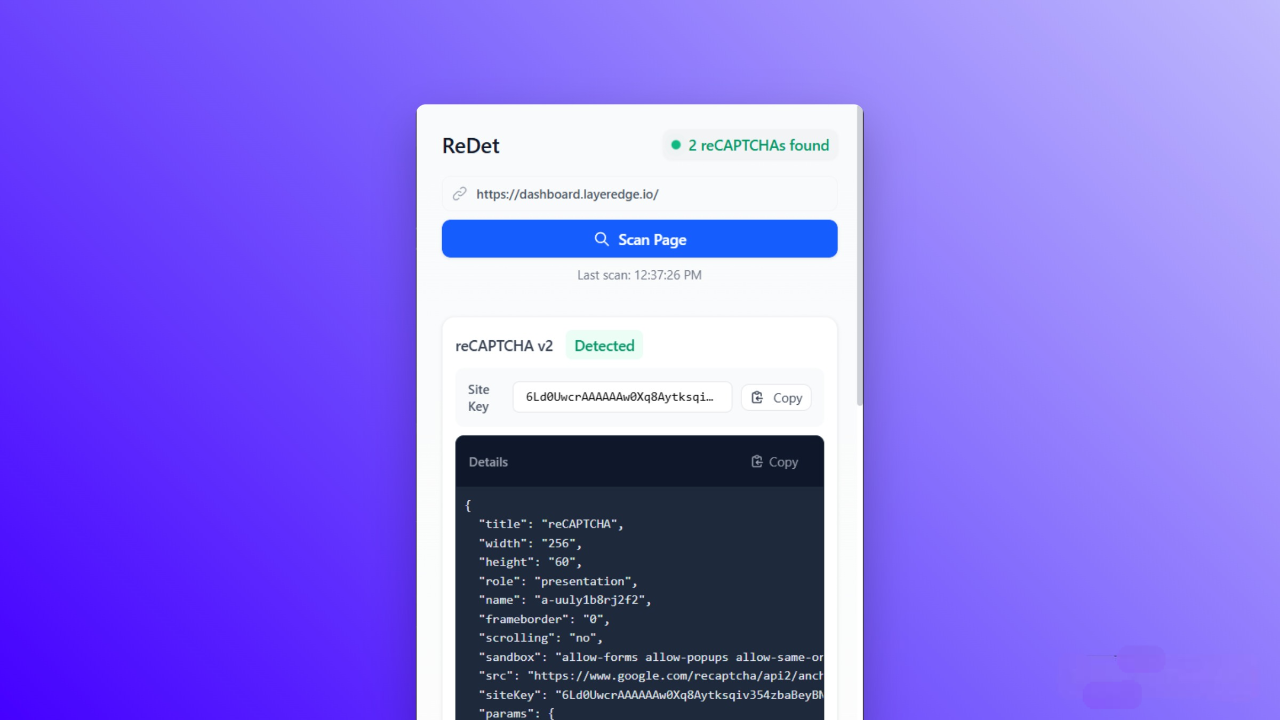 ReDet
2 reCAPTCHAs found
https://dashboard.layeredge.io/
Scan Page
Last scan: 12:37:26 PM
reCAPTCHA v2 Detected
Site Key
6Ld0UwcrAAAAAAw0Xq8Aytksqi…
Copy
Details
Copy
{
"title": "reCAPTCHA",
"width": "256",
"height": "60",
"role": "presentation",
"name": "a-uuly1b8rj2f2",
"frameborder": "0",
"scrolling": "no",
"sandbox": "allow-forms allow-popups allow-same-or
"src": "https://www.google.com/recaptcha/api2/anch
"siteKey": "6Ld0UwcrAAAAAAw0Xq8Aytksqiv354zbaBeyBN
"params": {